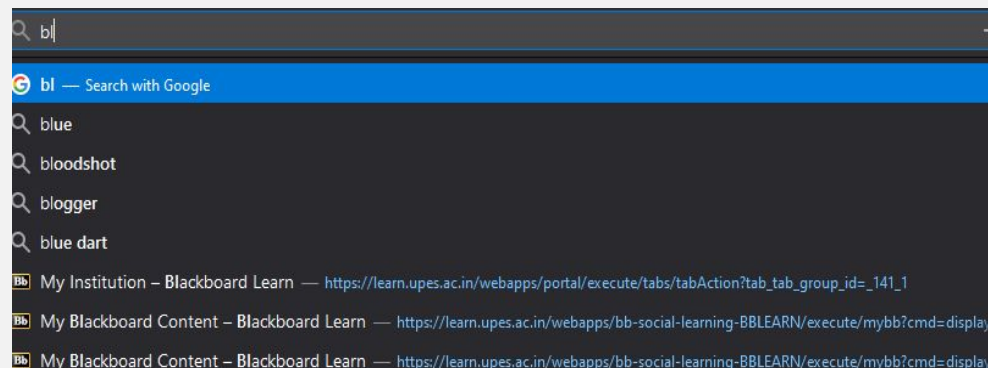 bl
bl — Search with Google
blue
bloodshot
blogger
blue dart
Bb My Institution – Blackboard Learn — https://learn.upes.ac.in/webapps/portal/execute/tabs/tabAction?tab_tab_group_id=_141_1
Bb My Blackboard Content – Blackboard Learn — https://learn.upes.ac.in/webapps/bb-social-learning-BBLEARN/execute/mybb?cmd=display
Bb My Blackboard Content – Blackboard Learn — https://learn.upes.ac.in/webapps/bb-social-learning-BBLEARN/execute/mybb?cmd=display